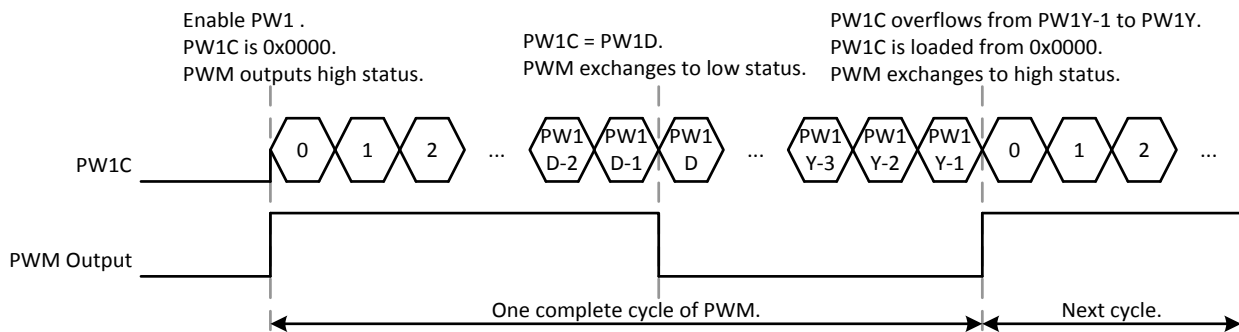 Enable PW1 .
PW1C is 0x0000.
PWM outputs high status.
PW1C = PW1D.
PWM exchanges to low status.
PW1C overflows from PW1Y-1 to PW1Y.
PW1C is loaded from 0x0000.
PWM exchanges to high status.
PW1C
0
1
2
...
PW1
D-2
PW1
D-1
PW1
D
...
PW1
Y-3
PW1
Y-2
PW1
Y-1
0
1
2
...
PWM Output
One complete cycle of PWM.
Next cycle.